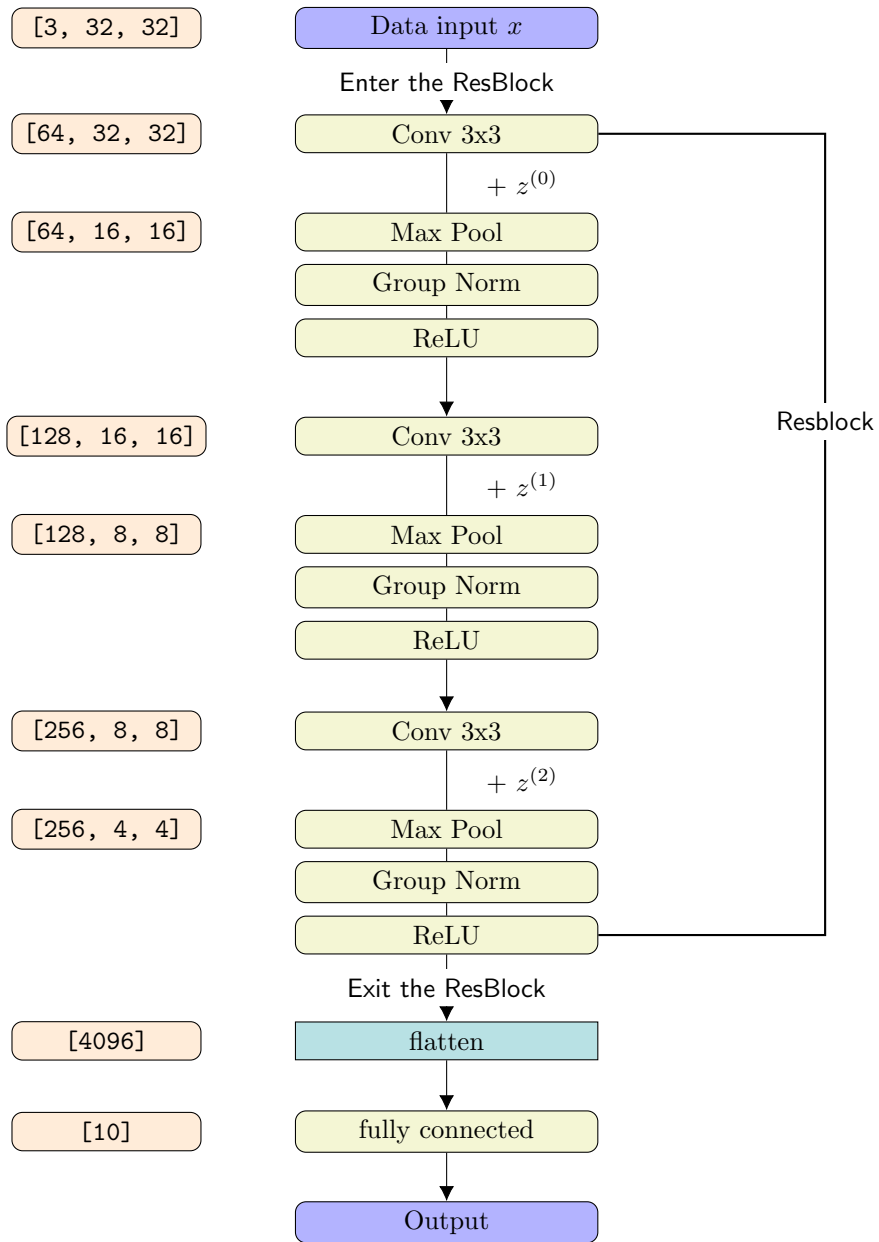 [3, 32, 32] Data input x
Enter the ResBlock
[64, 32, 32] Conv 3x3
+ z^{(0)}
[64, 16, 16] Max Pool
Group Norm
ReLU
[128, 16, 16] Conv 3x3
Resblock
+ z^{(1)}
[128, 8, 8] Max Pool
Group Norm
ReLU
[256, 8, 8] Conv 3x3
+ z^{(2)}
[256, 4, 4] Max Pool
Group Norm
ReLU
Exit the ResBlock
[4096] flatten
[10] fully connected
Output